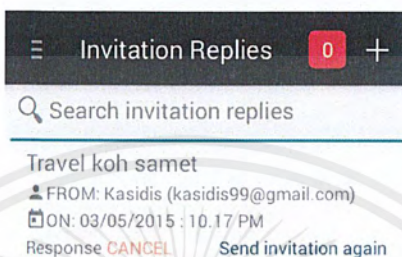 Invitation Replies 0 +
Search invitation replies
Travel koh samet
FROM: Kasidis (kasidis99@gmail.com)
ON: 03/05/2015 : 10.17 PM
Response CANCEL Send invitation again